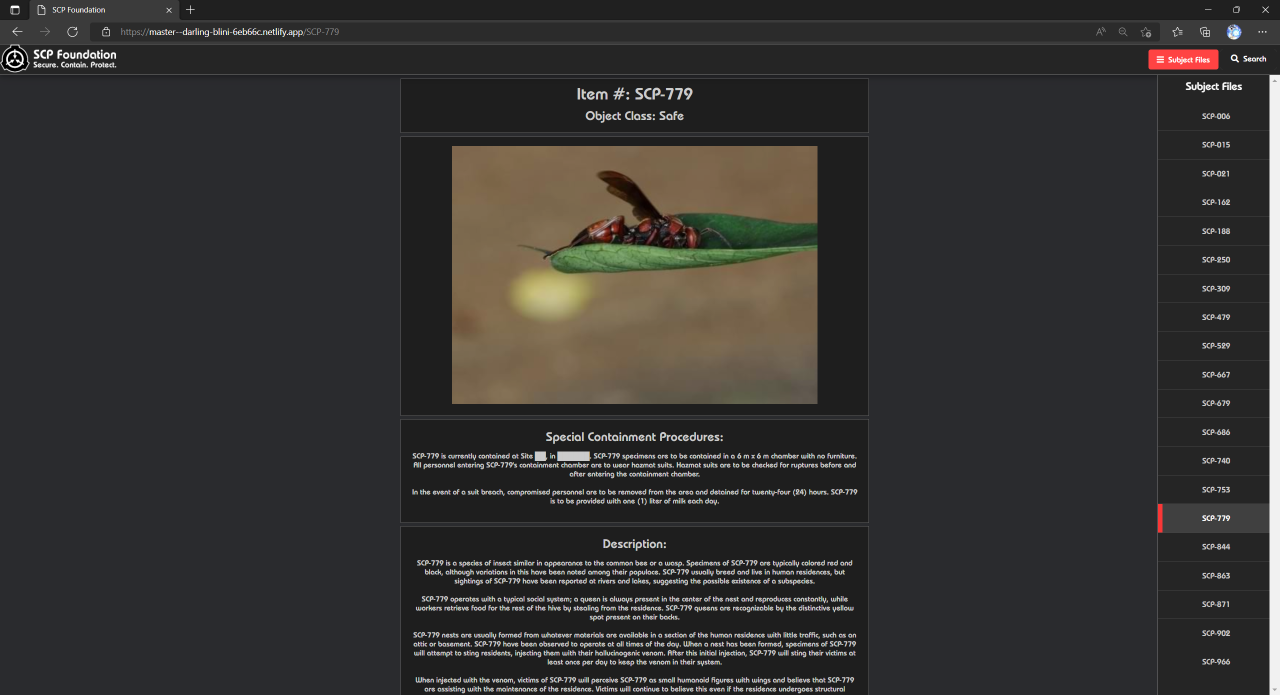 SCP Foundation
https://master--darling-blini-6eb66c.netlify.app/SCP-779
SCP Foundation
Secure. Contain. Protect.
Subject Files
Search
Item #: SCP-779
Object Class: Safe
Special Containment Procedures:
SCP-779 is currently contained at Site ██, in ██████. SCP-779 specimens are to be contained in a 6 m x 6 m chamber with no furniture.
All personnel entering SCP-779's containment chamber are to wear hazmat suits. Hazmat suits are to be checked for ruptures before and
after entering the containment chamber.
In the event of a suit breach, compromised personnel are to be removed from the area and detained for twenty-four (24) hours. SCP-779
is to be provided with one (1) liter of milk each day.
Description:
SCP-779 is a species of insect similar in appearance to the common bee or a wasp. Specimens of SCP-779 are typically colored red and
black, although variations in this have been noted among their populace. SCP-779 usually breed and live in human residences, but
sightings of SCP-779 have been reported at rivers and lakes, suggesting the possible existence of a subspecies.
SCP-779 operates with a typical social system; a queen is always present in the center of the nest and reproduces constantly, while
workers retrieve food for the rest of the hive by stealing from the residence. SCP-779 queens are recognizable by the distinctive yellow
spot present on their backs.
SCP-779 nests are usually formed from whatever materials are available in a section of the human residence with little traffic, such as an
attic or basement. SCP-779 have been observed to operate at all times of the day. When a nest has been formed, specimens of SCP-779
will attempt to sting residents, injecting them with their hallucinogenic venom. After this initial injection, SCP-779 will sting their victims at
least once per day to keep the venom in their system.
When injected with the venom, victims of SCP-779 will perceive SCP-779 as small humanoid figures with wings and believe that SCP-779
are assisting with the maintenance of the residence. Victims will continue to believe this even if the residence undergoes structural
Subject Files
SCP-006
SCP-015
SCP-021
SCP-162
SCP-188
SCP-250
SCP-309
SCP-479
SCP-529
SCP-667
SCP-679
SCP-686
SCP-740
SCP-753
SCP-779
SCP-844
SCP-863
SCP-871
SCP-902
SCP-966